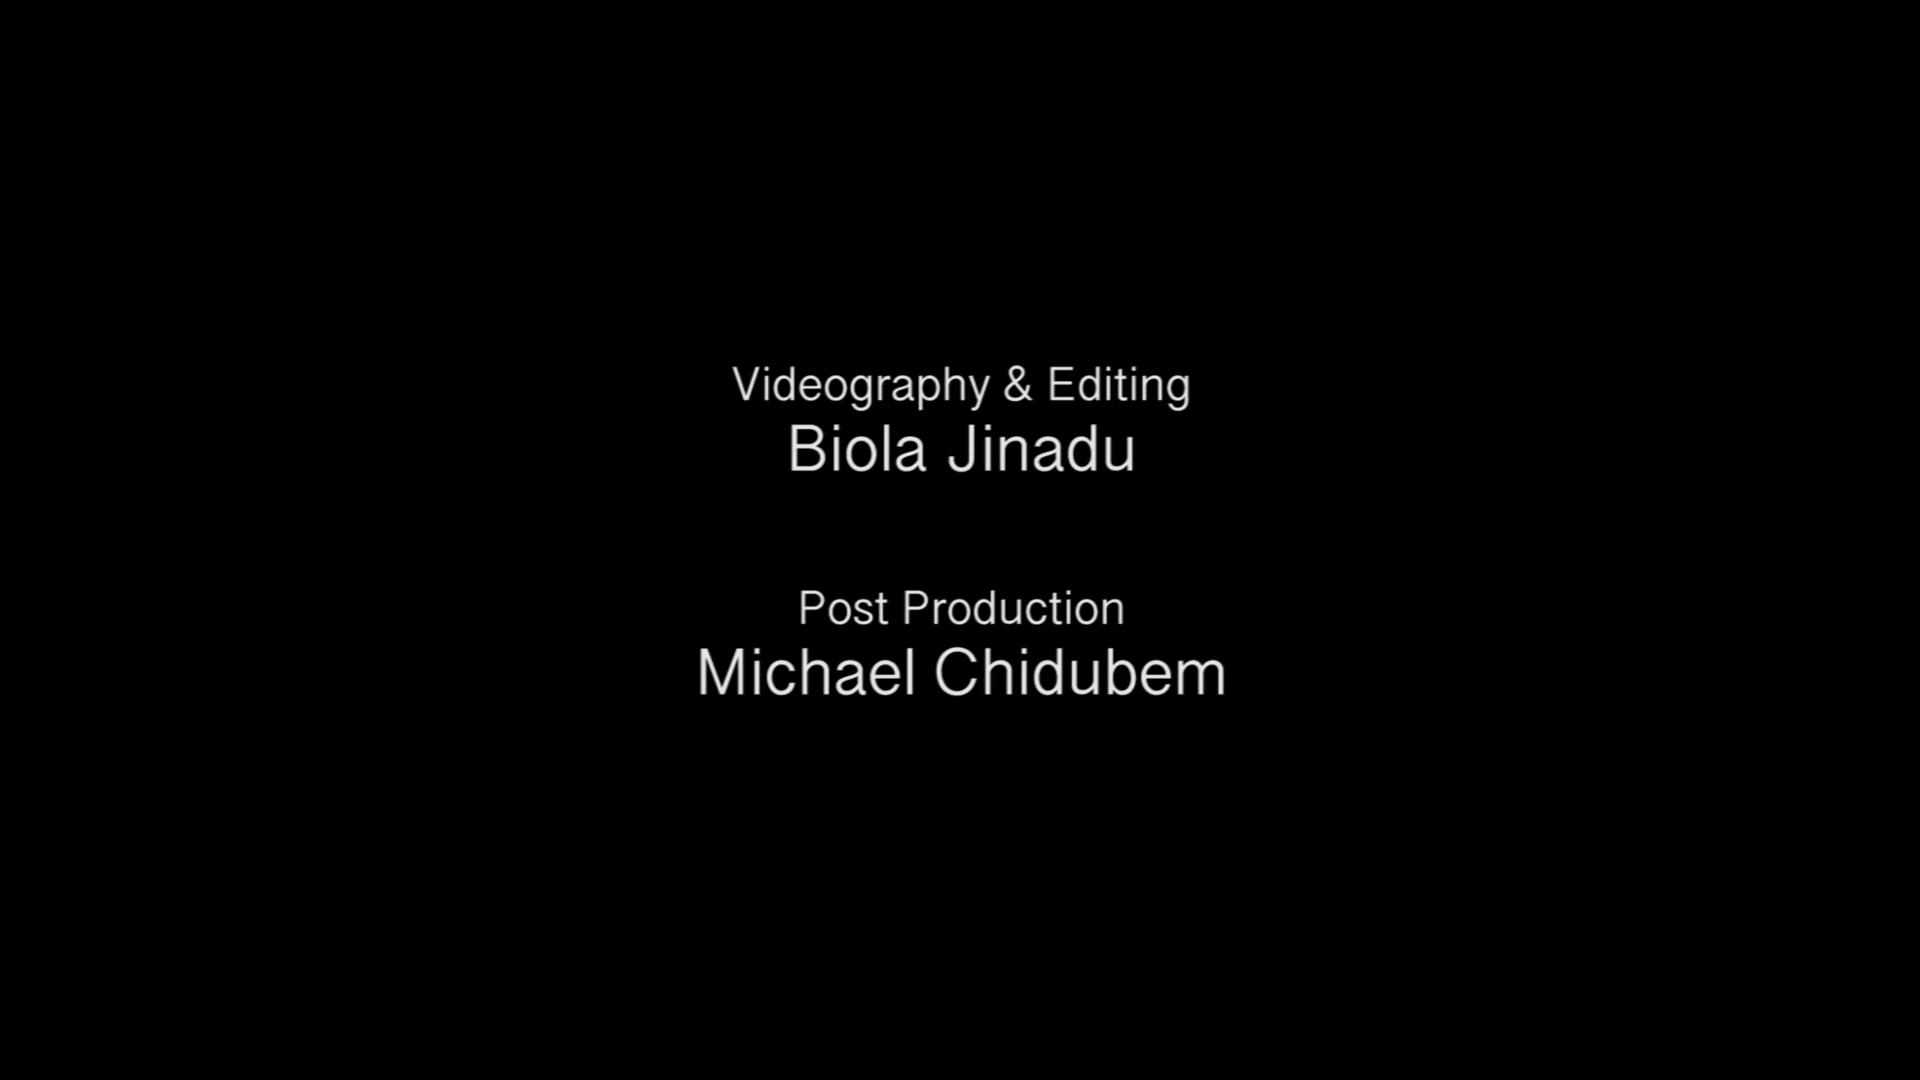 Videography & Editing
Biola Jinadu
Post Production
Michael Chidubem